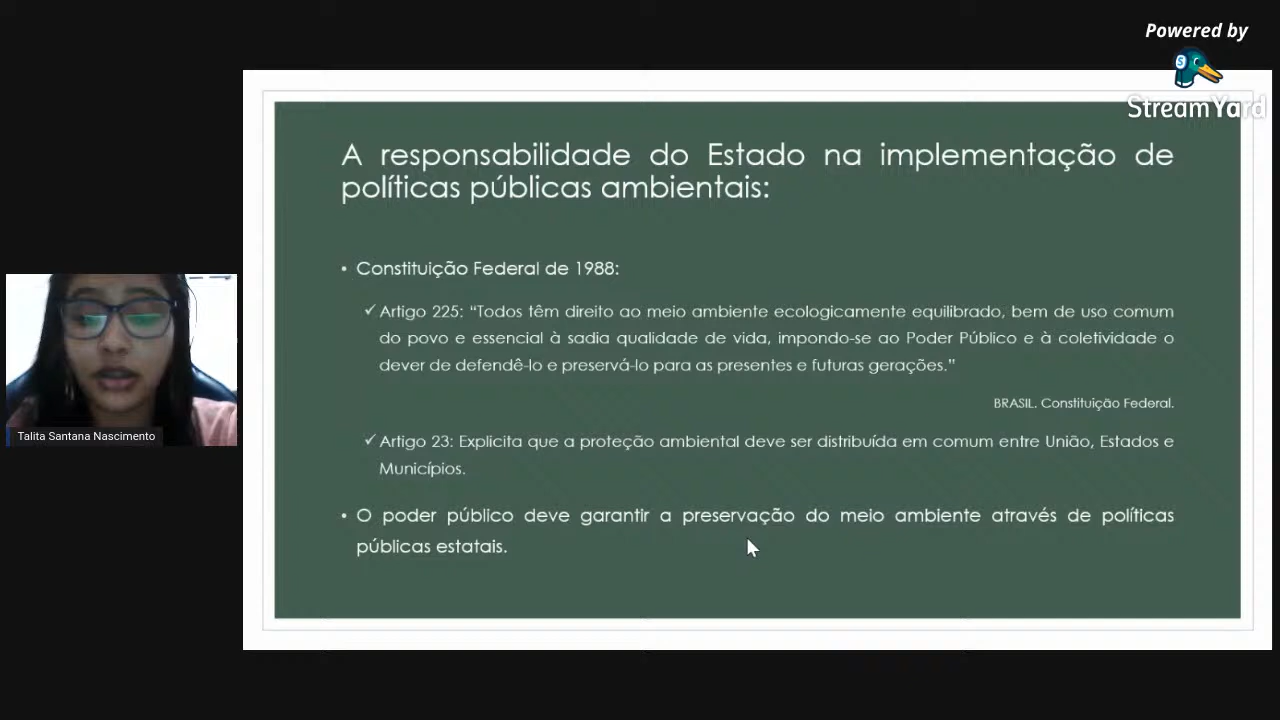 Powered by
StreamYard
A responsabilidade do Estado na implementação de
políticas públicas ambientais:
• Constituição Federal de 1988:
✓ Artigo 225: “Todos têm direito ao meio ambiente ecologicamente equilibrado, bem de uso comum
do povo e essencial à sadia qualidade de vida, impondo-se ao Poder Público e à coletividade o
dever de defendê-lo e preservá-lo para as presentes e futuras gerações.”
BRASIL. Constituição Federal.
✓ Artigo 23: Explicita que a proteção ambiental deve ser distribuída em comum entre União, Estados e
Municípios.
• O poder público deve garantir a preservação do meio ambiente através de políticas
públicas estatais.
Talita Santana Nascimento